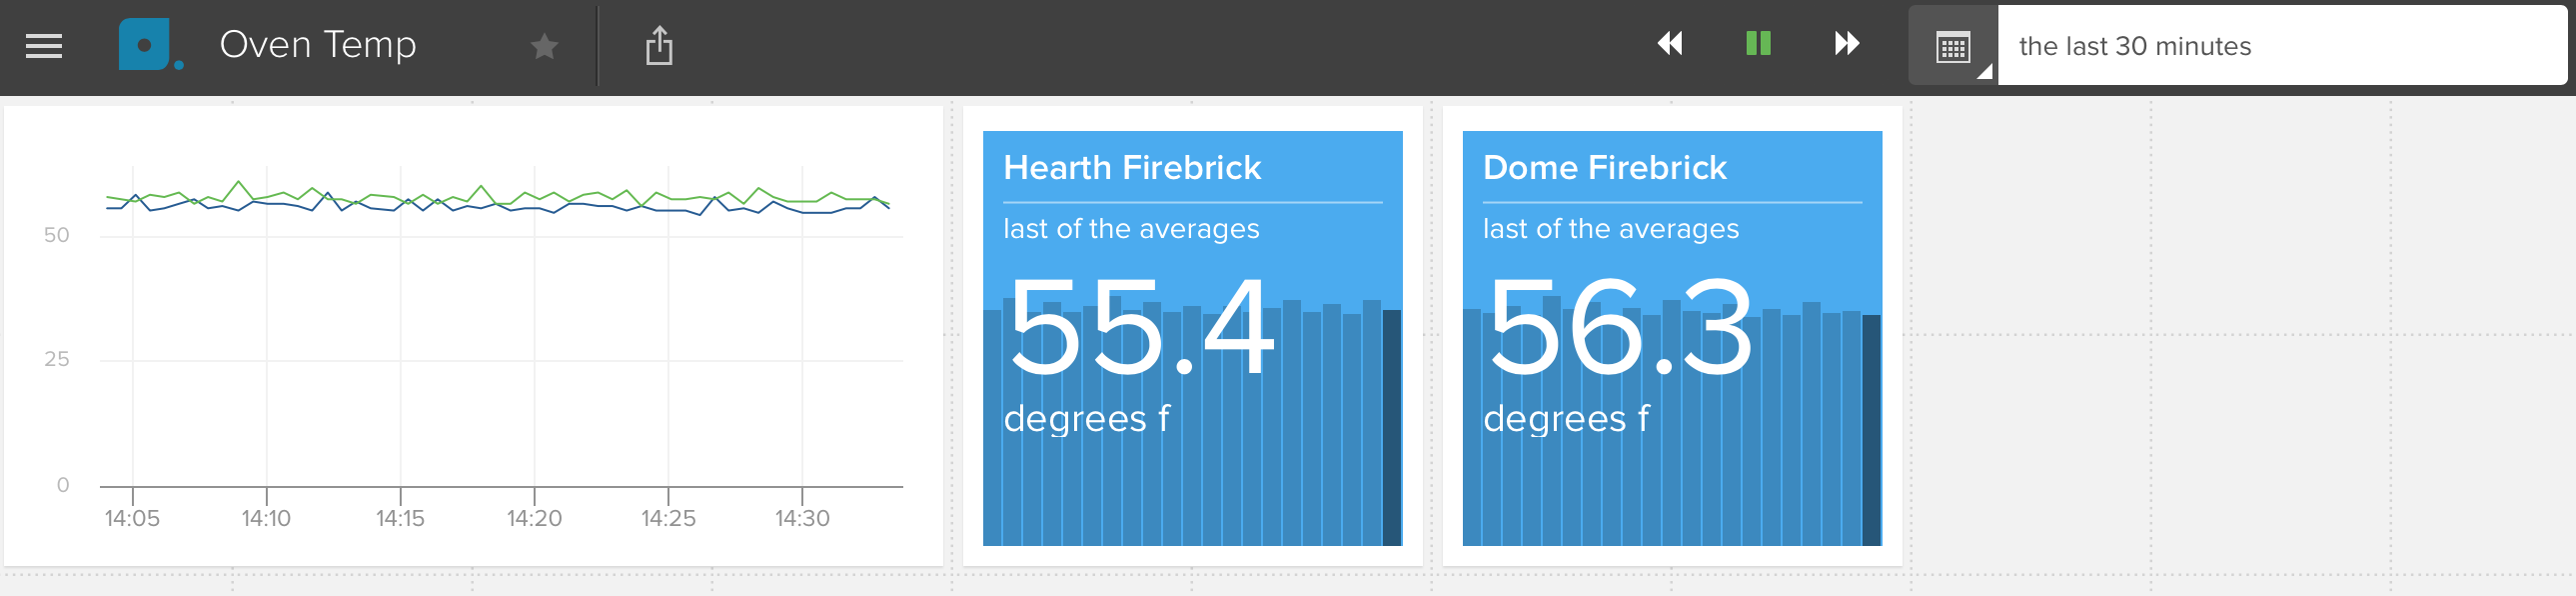 Oven Temp
the last 30 minutes
50
25
0
14:05 14:10 14:15 14:20 14:25 14:30
Hearth Firebrick
last of the averages
55.4
degrees f
Dome Firebrick
last of the averages
56.3
degrees f